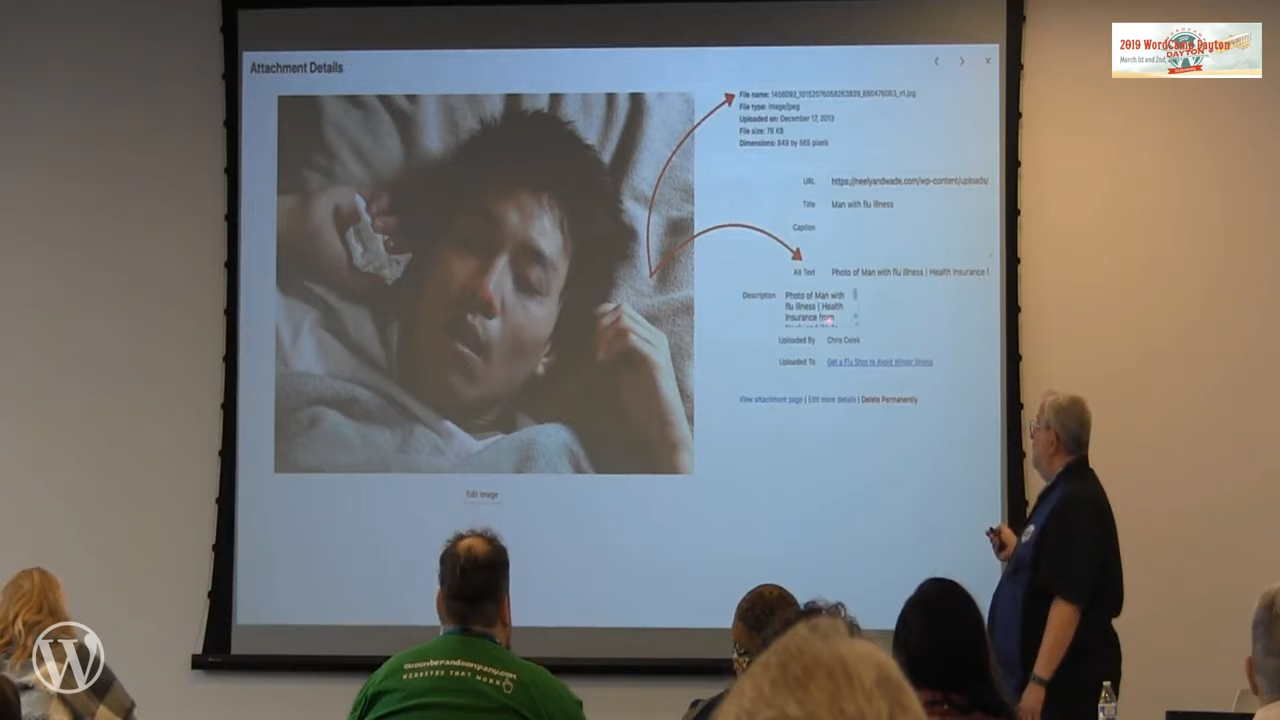 2019 WordCamp Dayton
March 1st and 2nd
DAYTON
Attachment Details
File type: image/jpeg
Uploaded on: December 17, 2013
File size: 78 KB
Dimensions: 849 by 565 pixels
URL https://neelyandwade.com/wp-content/uploads/
Title Man with flu illness
Caption
Alt Text Photo of Man with flu illness | Health Insurance f
Description Photo of Man with
flu illness | Health
Insurance from
Uploaded By Chris Celek
Uploaded To Get a Flu Shot to Avoid Winter Illness
View attachment page | Edit more details | Delete Permanently
Edit Image
cucumberandcompany.com
WEBSITES THAT WORK